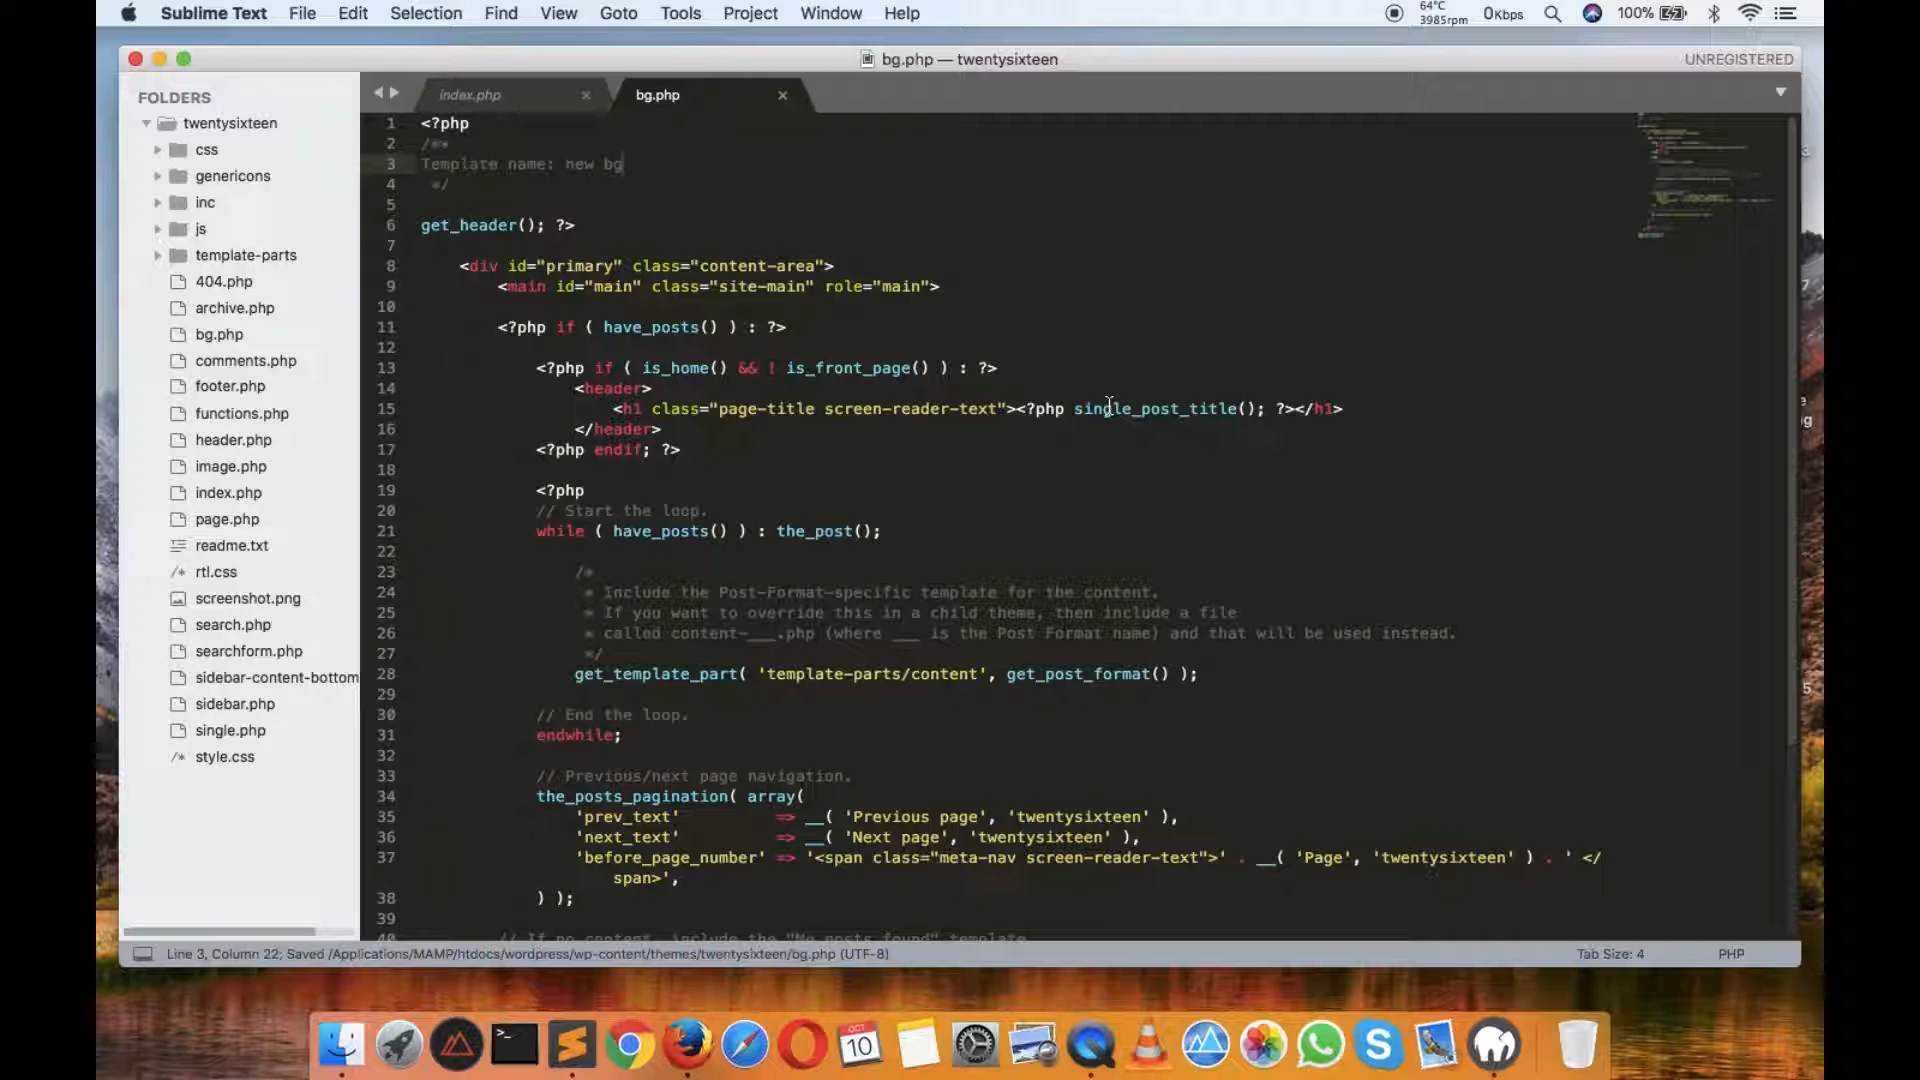 Sublime Text File Edit Selection Find View Goto Tools Project Window Help 64°C 3985rpm 0Kbps 100%
bg.php — twentysixteen UNREGISTERED
FOLDERS
twentysixteen
css
genericons
inc
js
template-parts
404.php
archive.php
bg.php
comments.php
footer.php
functions.php
header.php
image.php
index.php
page.php
readme.txt
rtl.css
screenshot.png
search.php
searchform.php
sidebar-content-bottom
sidebar.php
single.php
style.css
index.php bg.php
1 <?php
2 /**
3 Template name: new bg
4 */
5
6 get_header(); ?>
7
8 <div id="primary" class="content-area">
9 <main id="main" class="site-main" role="main">
10
11 <?php if ( have_posts() ) : ?>
12
13 <?php if ( is_home() && ! is_front_page() ) : ?>
14 <header>
15 <h1 class="page-title screen-reader-text"><?php single_post_title(); ?></h1>
16 </header>
17 <?php endif; ?>
18
19 <?php
20 // Start the loop.
21 while ( have_posts() ) : the_post();
22
23 /*
24 * Include the Post-Format-specific template for the content.
25 * If you want to override this in a child theme, then include a file
26 * called content-___.php (where ___ is the Post Format name) and that will be used instead.
27 */
28 get_template_part( 'template-parts/content', get_post_format() );
29
30 // End the loop.
31 endwhile;
32
33 // Previous/next page navigation.
34 the_posts_pagination( array(
35 'prev_text' => __( 'Previous page', 'twentysixteen' ),
36 'next_text' => __( 'Next page', 'twentysixteen' ),
37 'before_page_number' => '<span class="meta-nav screen-reader-text">' . __( 'Page', 'twentysixteen' ) . ' </
span>',
38 ) );
39
40 // If no content, include the "No posts found" template
Line 3, Column 22; Saved /Applications/MAMP/htdocs/wordpress/wp-content/themes/twentysixteen/bg.php (UTF-8) Tab Size: 4 PHP
OCT
10